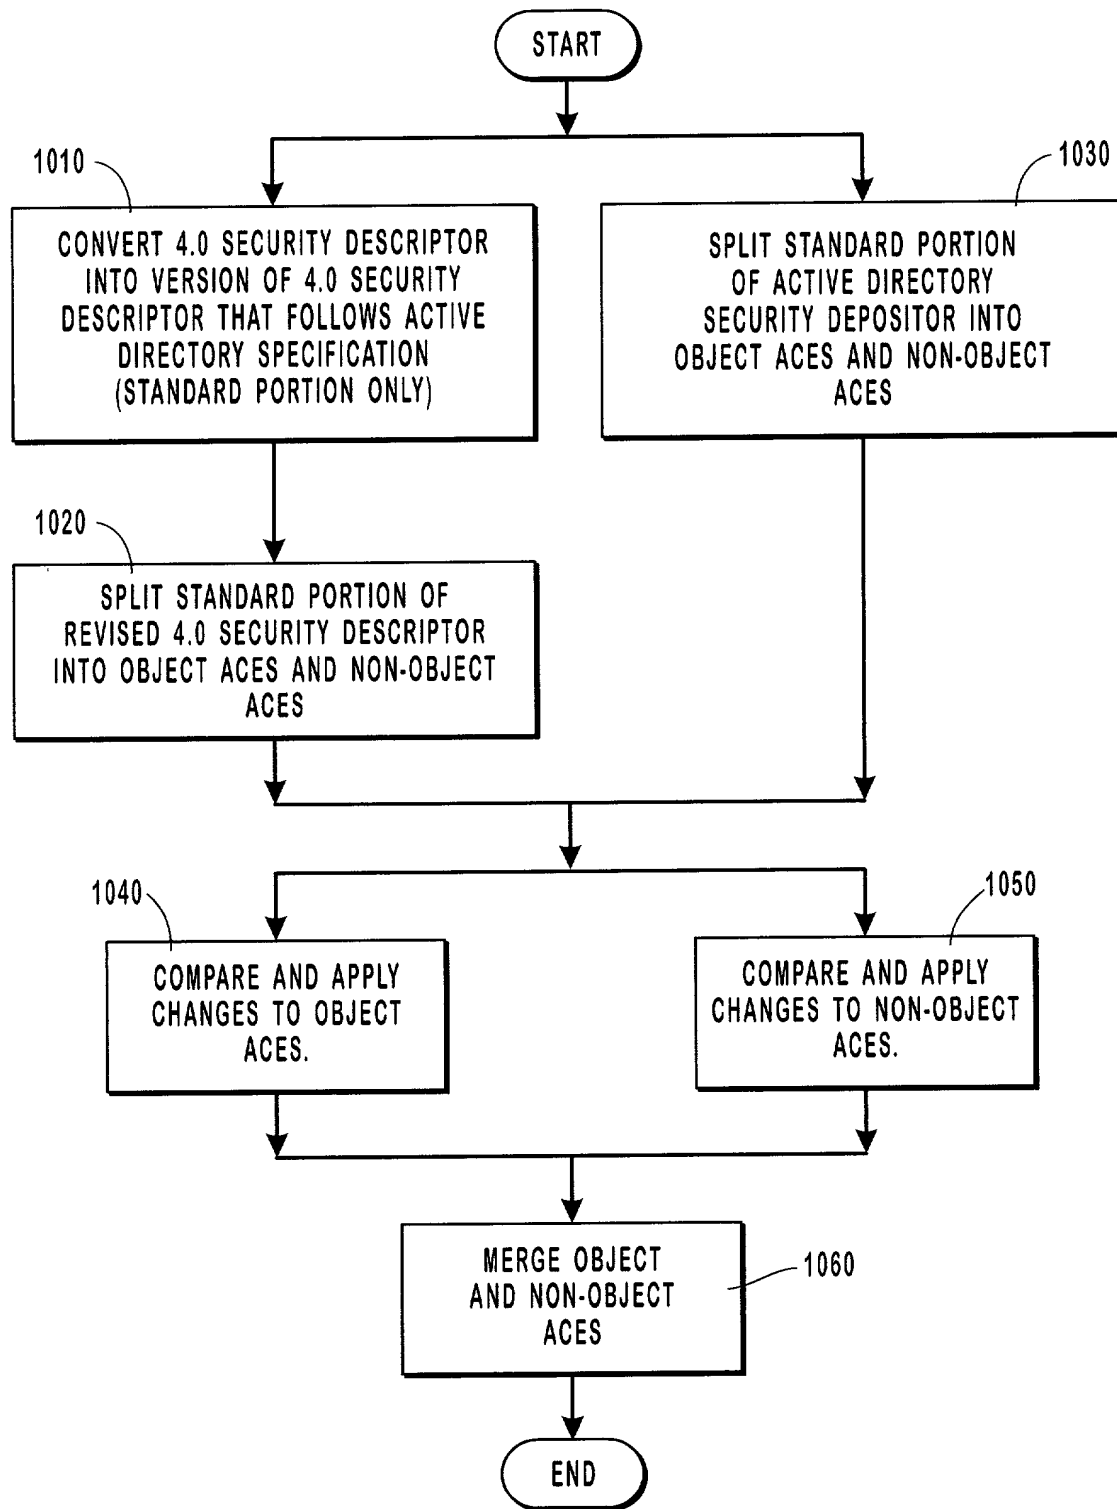 START
1010
CONVERT 4.0 SECURITY DESCRIPTOR
INTO VERSION OF 4.0 SECURITY
DESCRIPTOR THAT FOLLOWS ACTIVE
DIRECTORY SPECIFICATION
(STANDARD PORTION ONLY)
1030
SPLIT STANDARD PORTION
OF ACTIVE DIRECTORY
SECURITY DEPOSITOR INTO
OBJECT ACES AND NON-OBJECT
ACES
1020
SPLIT STANDARD PORTION OF
REVISED 4.0 SECURITY DESCRIPTOR
INTO OBJECT ACES AND NON-OBJECT
ACES
1040
COMPARE AND APPLY
CHANGES TO OBJECT
ACES.
1050
COMPARE AND APPLY
CHANGES TO NON-OBJECT
ACES.
MERGE OBJECT
AND NON-OBJECT
ACES
1060
END